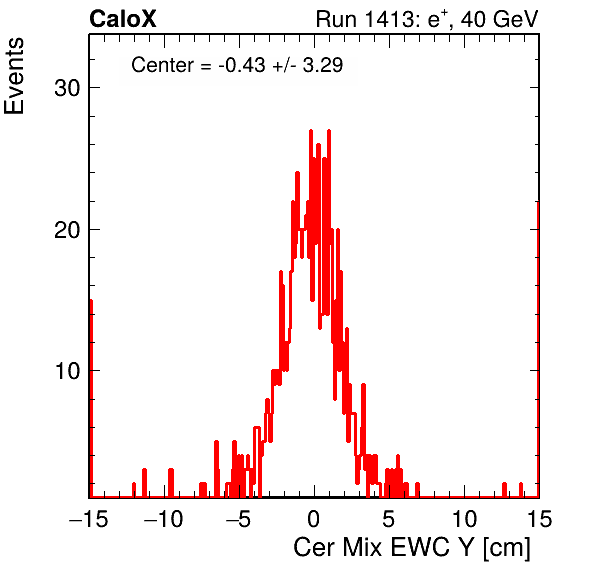 CaloX Run 1413: e⁺, 40 GeV
Center = -0.43 +/- 3.29
Events
30
20
10
−15 −10 −5 0 5 10 15
Cer Mix EWC Y [cm]